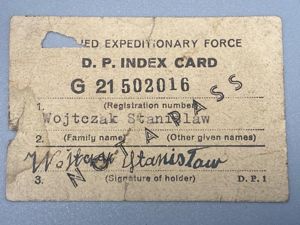 IED EXPEDITIONARY FORCE
D. P. INDEX CARD
G 21 502016
1. (Registration number)
Wojtczak Stanislaw
2. (Family name) (Other given names)
Wojtczak Stanisław
3. (Signature of holder) D. P. 1
NOT A PASS